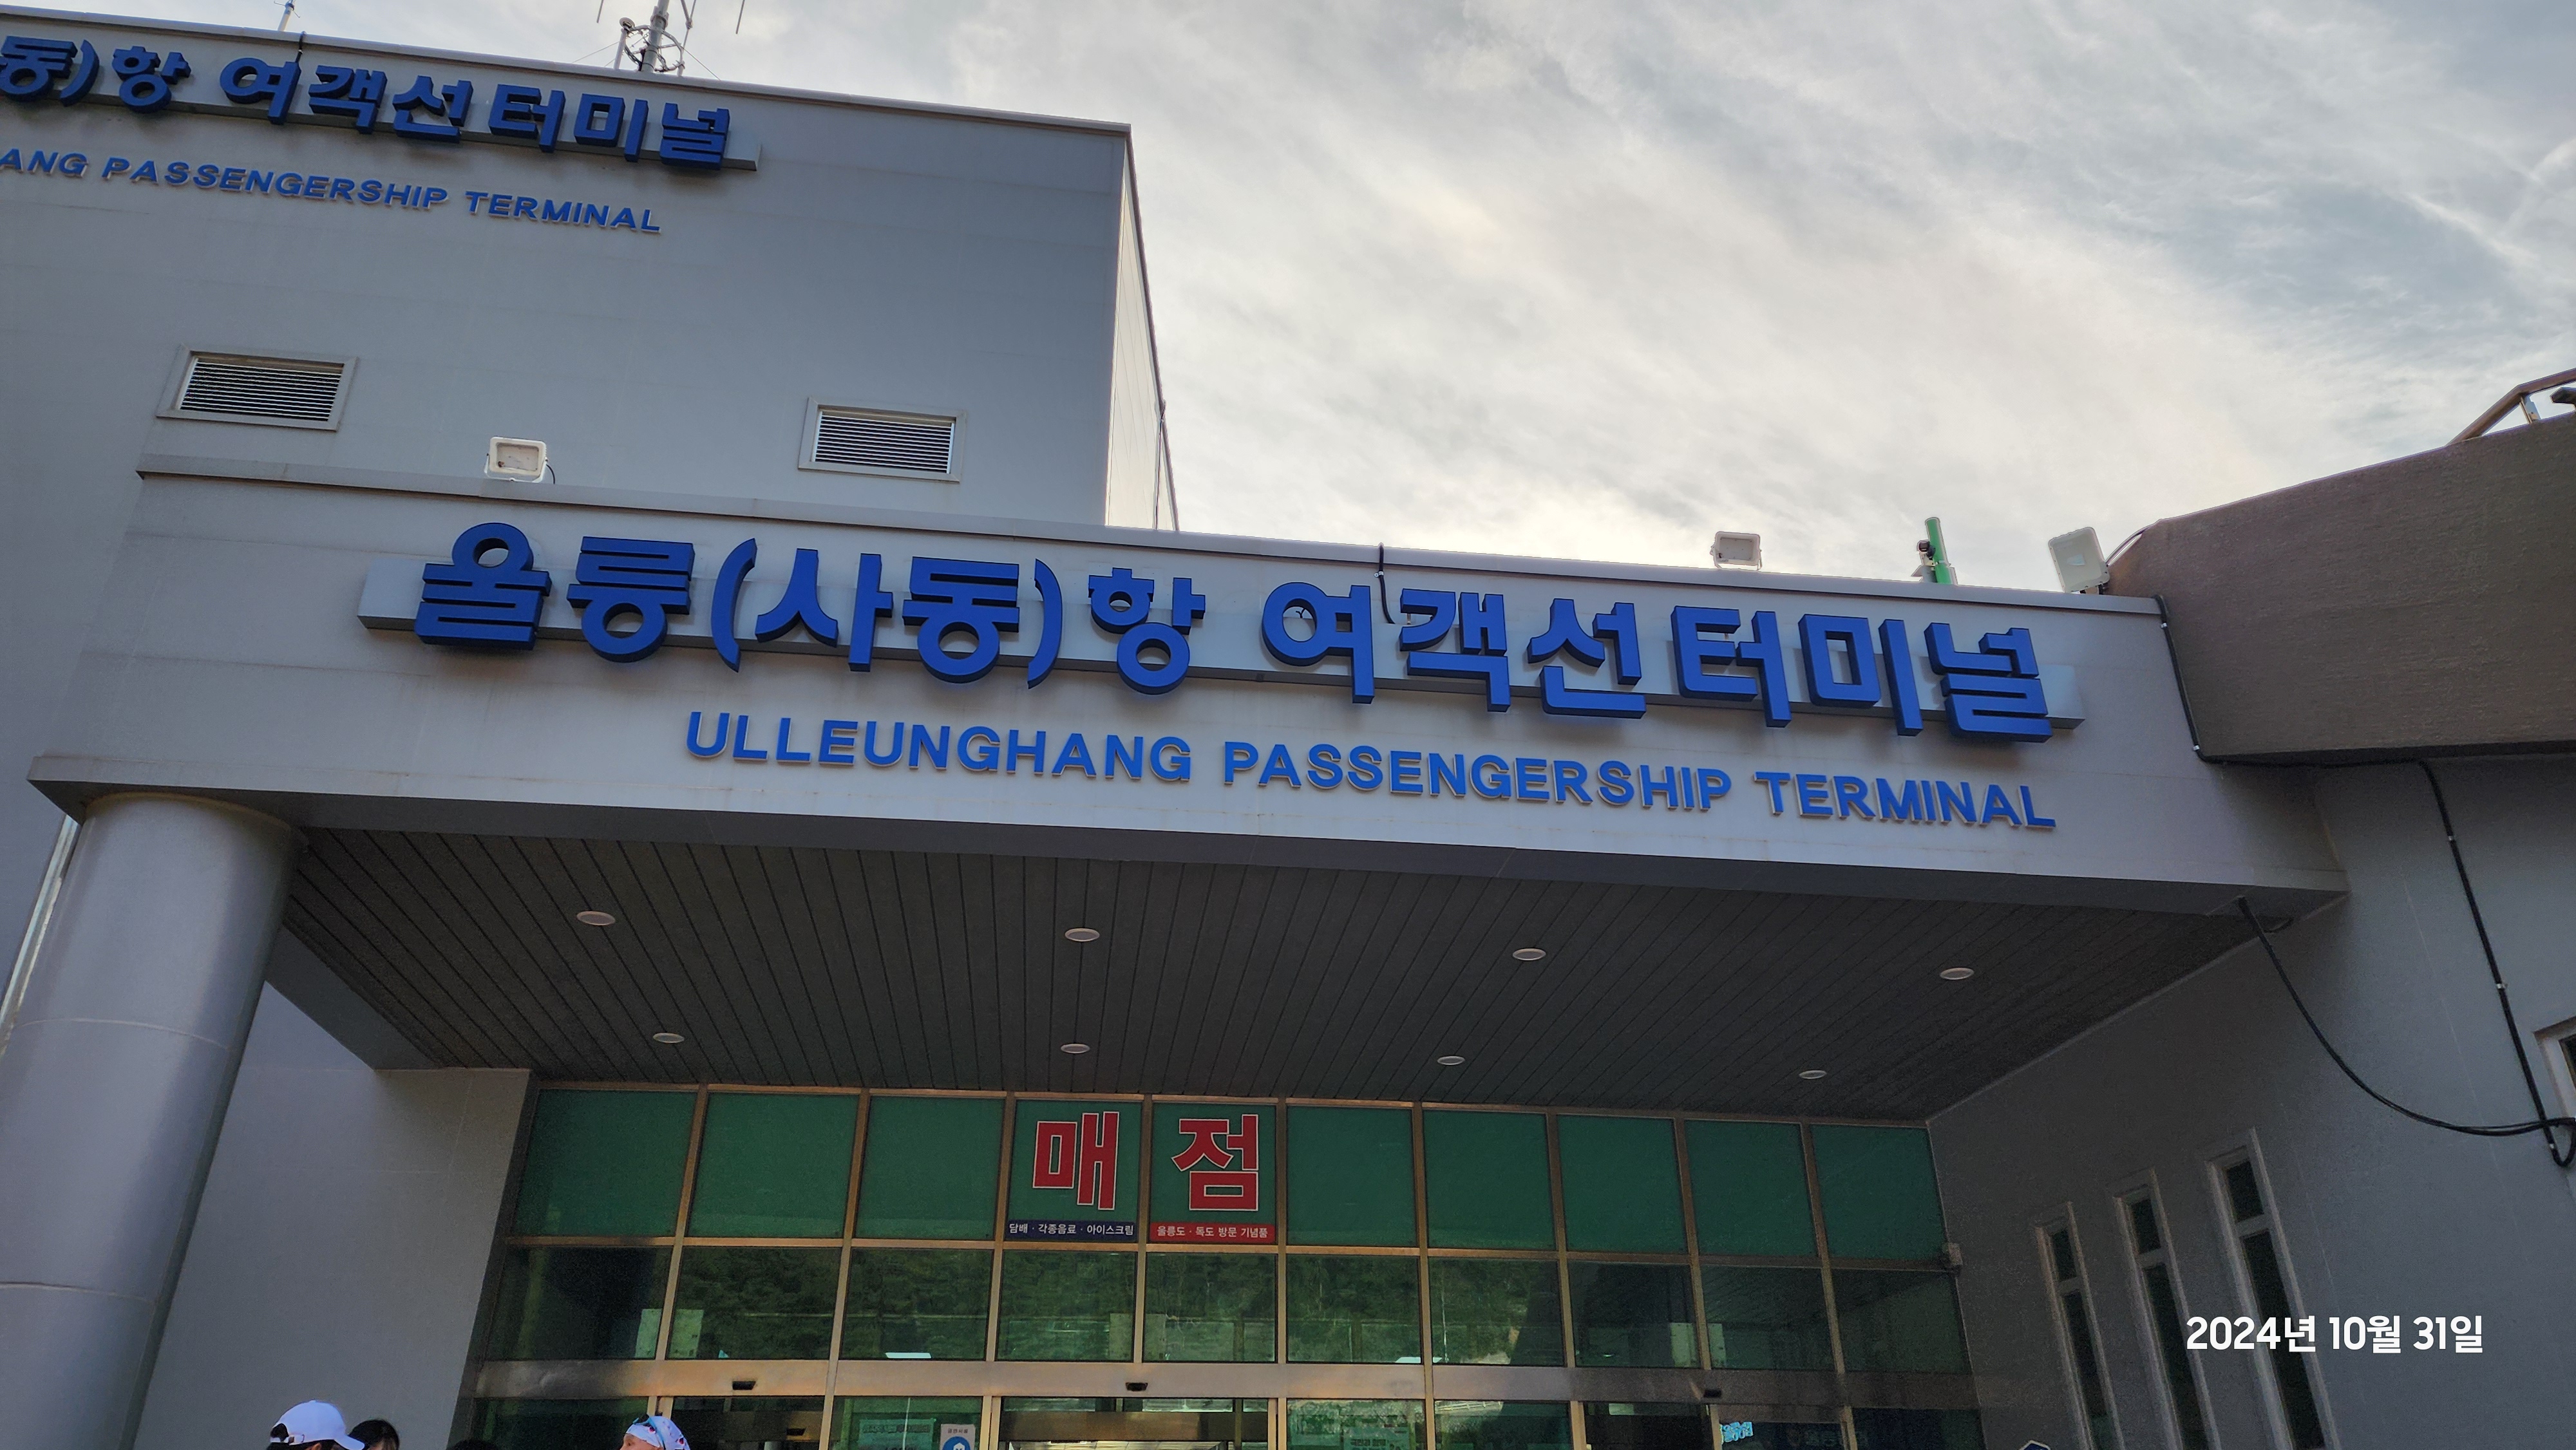 동)항 여객선터미널
ANG PASSENGERSHIP TERMINAL
울릉(사동)항 여객선터미널
ULLEUNGHANG PASSENGERSHIP TERMINAL
매 점
담배 · 각종음료 · 아이스크림
울릉도 · 독도 방문 기념품
2024년 10월 31일